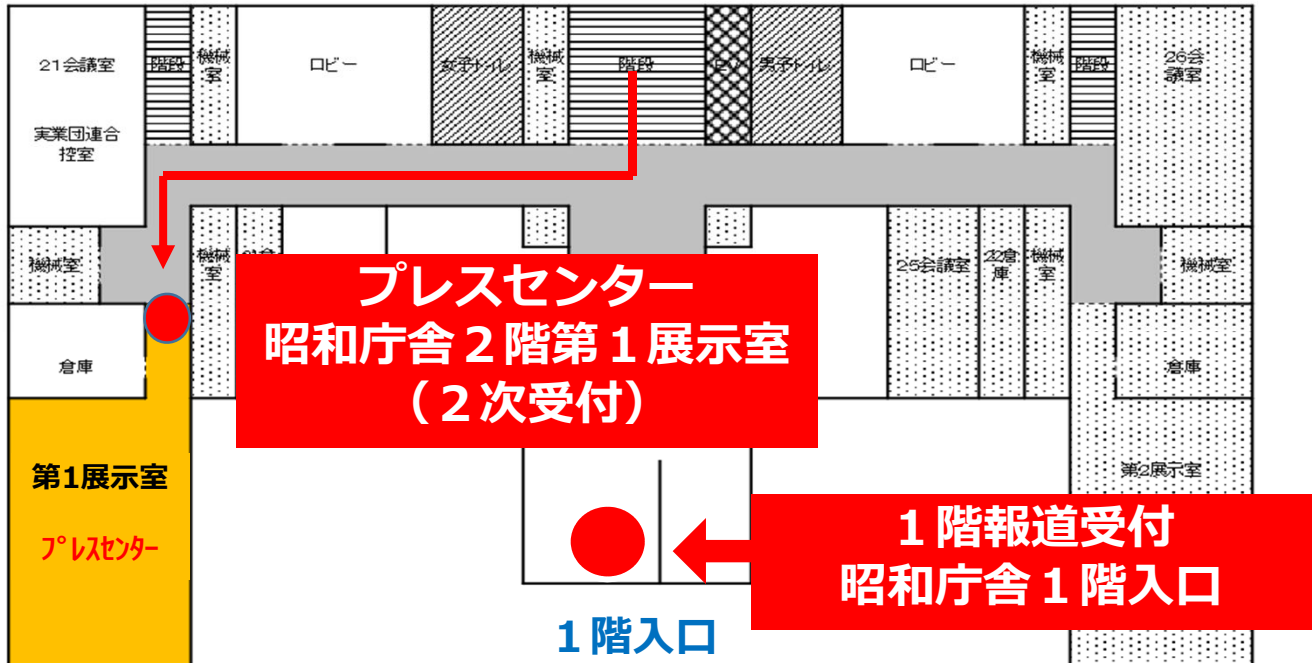 21会議室
実業団連合
控室
階段
機械
室
ロビー
女子トイレ
機械
室
階段
EV
男子トイレ
ロビー
機械
室
階段
26会
議室
機械室
機械
室
25会議室
22倉
庫
機械
室
機械室
プレスセンター
昭和庁舎２階第１展示室
（２次受付）
倉庫
倉庫
第1展示室
プレスセンター
第2展示室
１階報道受付
昭和庁舎１階入口
１階入口